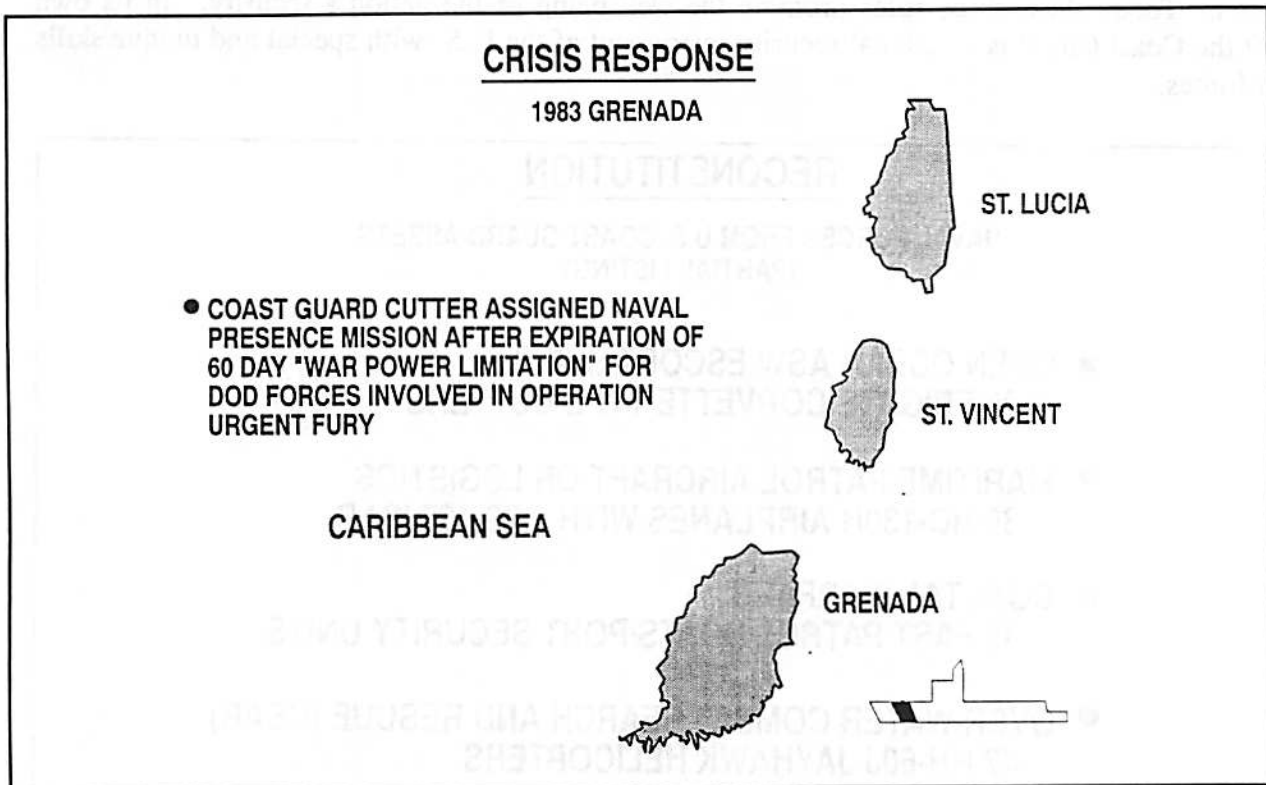 CRISIS RESPONSE
1983 GRENADA
ST. LUCIA
● COAST GUARD CUTTER ASSIGNED NAVAL
PRESENCE MISSION AFTER EXPIRATION OF
60 DAY "WAR POWER LIMITATION" FOR
DOD FORCES INVOLVED IN OPERATION
URGENT FURY
ST. VINCENT
CARIBBEAN SEA
GRENADA